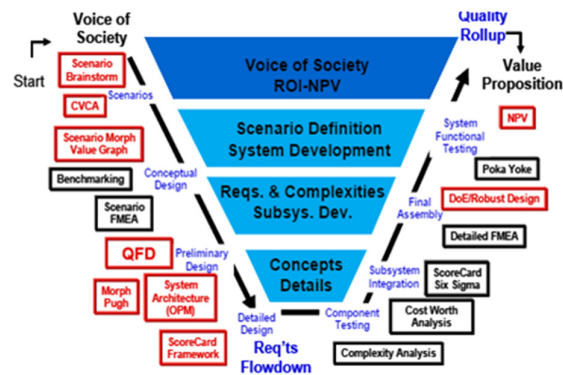 Voice of
Society
Start
Scenario
Brainstorm
Scenarios
CVCA
Scenario Morph
Value Graph
Benchmarking
Conceptual
Design
Scenario
FMEA
QFD
Preliminary
Design
Morph
Pugh
System
Architecture
(OPM)
ScoreCard
Framework
Detailed
Design
Req'ts
Flowdown
Voice of Society
ROI-NPV
Scenario Definition
System Development
Reqs. & Complexities
Subsys. Dev.
Concepts
Details
Quality
Rollup
Value
Proposition
NPV
System
Functional
Testing
Poka Yoke
DoE/Robust Design
Final
Assembly
Detailed FMEA
Subsystem
Integration
ScoreCard
Six Sigma
Component
Testing
Cost Worth
Analysis
Complexity Analysis